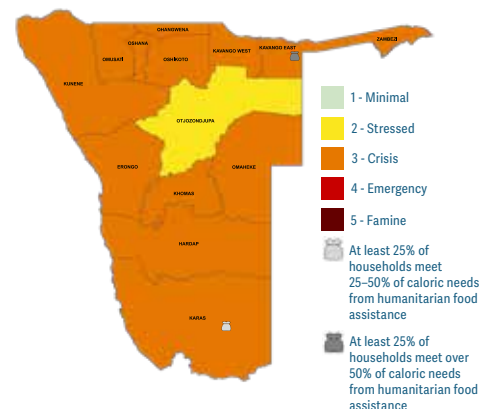 OHANGWENA
ZAMBEZI
OSHANA
KAVANGO WEST
KAVANGO EAST
OMUSATI
OSHIKOTO
KUNENE
OTJOZONDJUPA
ERONGO
OMAHEKE
KHOMAS
HARDAP
KARAS
1 - Minimal
2 - Stressed
3 - Crisis
4 - Emergency
5 - Famine
At least 25% of
households meet
25–50% of caloric needs
from humanitarian food
assistance
At least 25% of
households meet over
50% of caloric needs
from humanitarian food
assistance